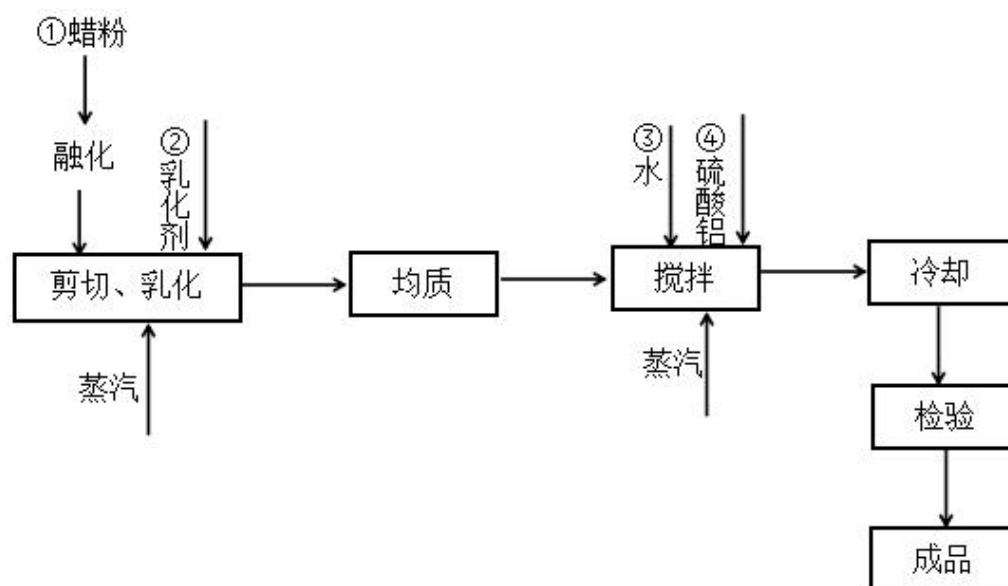 ①蜡粉
融化
②乳化剂
剪切、乳化
蒸汽
均质
③水
④硫酸铝
搅拌
蒸汽
冷却
检验
成品